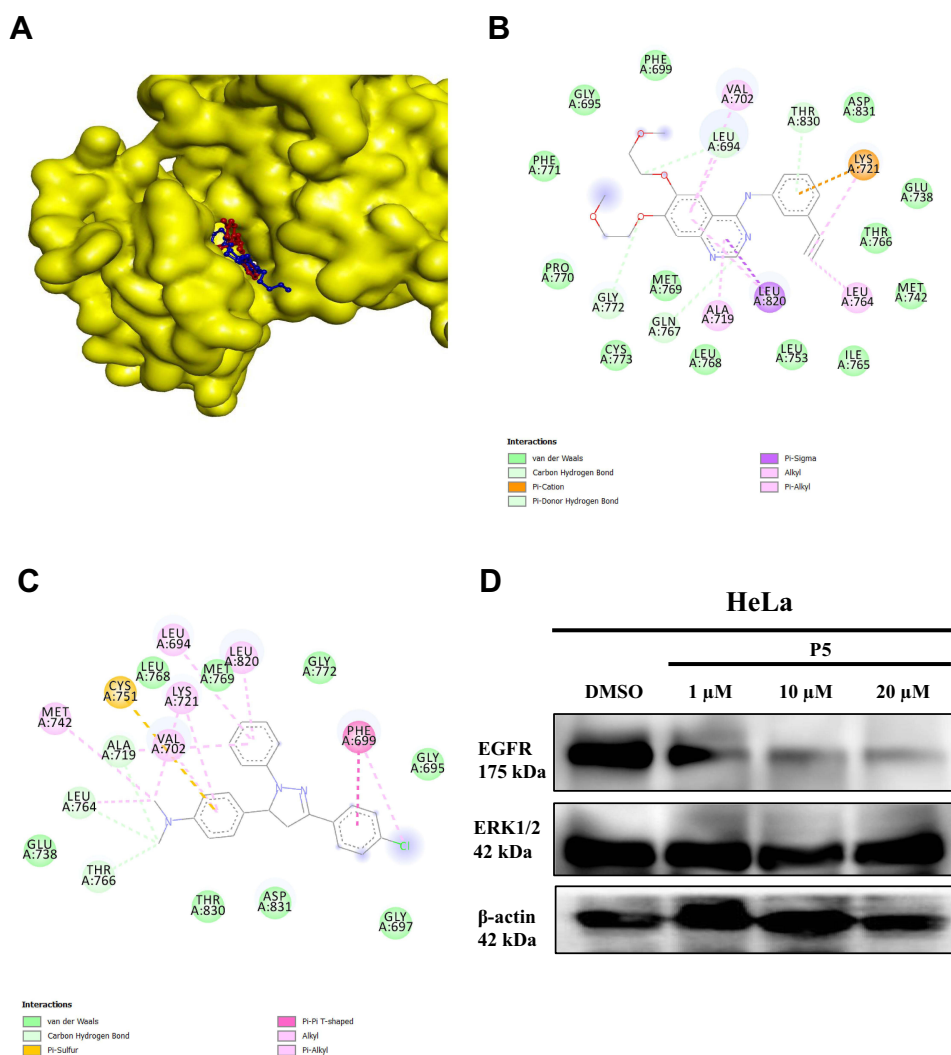 A
B
PHE
A:699
VAL
A:702
GLY
A:695
THR
A:830
ASP
A:831
LEU
A:694
PHE
A:771
LYS
A:721
GLU
A:738
THR
A:766
PRO
A:770
MET
A:769
GLY
A:772
LEU
A:820
LEU
A:764
MET
A:742
ALA
A:719
GLN
A:767
CYS
A:773
LEU
A:768
LEU
A:753
ILE
A:765
O
O
O
O
N
N
N
Interactions
van der Waals
Carbon Hydrogen Bond
Pi-Cation
Pi-Donor Hydrogen Bond
Pi-Sigma
Alkyl
Pi-Alkyl
C
LEU
A:694
LEU
A:820
LEU
A:768
MET
A:769
GLY
A:772
CYS
A:751
LYS
A:721
MET
A:742
ALA
A:719
VAL
A:702
PHE
A:699
GLY
A:695
LEU
A:764
GLU
A:738
THR
A:766
THR
A:830
ASP
A:831
GLY
A:697
N
N
N
Cl
Interactions
van der Waals
Carbon Hydrogen Bond
Pi-Sulfur
Pi-Pi T-shaped
Alkyl
Pi-Alkyl
D
HeLa
P5
DMSO 1 µM 10 µM 20 µM
EGFR
175 kDa
ERK1/2
42 kDa
β-actin
42 kDa